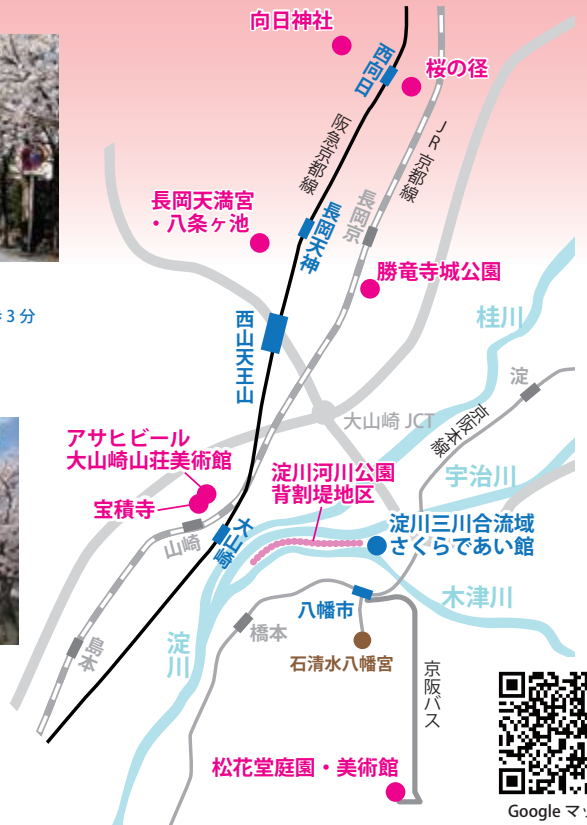 向日神社
西向日
桜の径
阪急京都線
JR京都線
長岡天満宮
・八条ヶ池
長岡天神
長岡京
勝竜寺城公園
3分
西山天王山
桂川
淀
大山崎 JCT
京阪本線
アサヒビール
大山崎山荘美術館
宝積寺
淀川河川公園
背割堤地区
宇治川
山崎
大山崎
淀川三川合流域
さくらであい館
木津川
八幡市
橋本
島本
淀川
石清水八幡宮
京阪バス
松花堂庭園・美術館
Google マッ